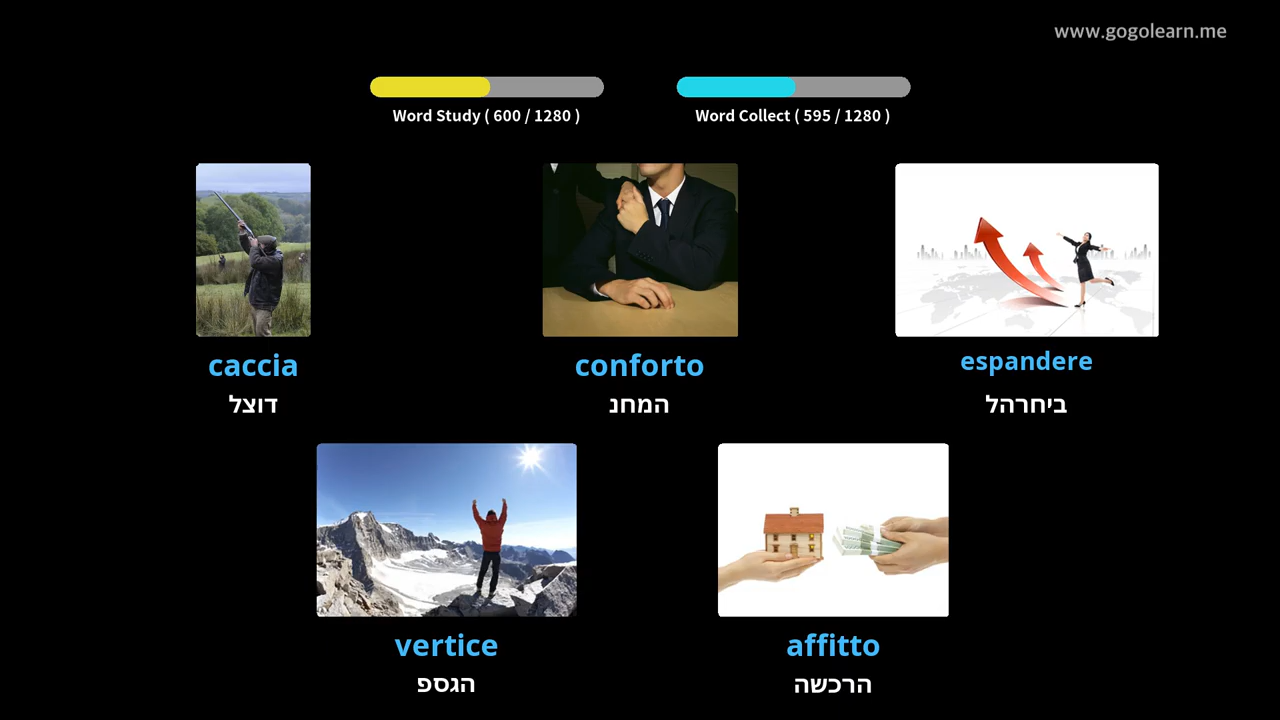 www.gogolearn.me
Word Study ( 600 / 1280 )
Word Collect ( 595 / 1280 )
caccia
דוצל
conforto
המחנ
espandere
ביחרהל
vertice
הגספ
affitto
הרכשה